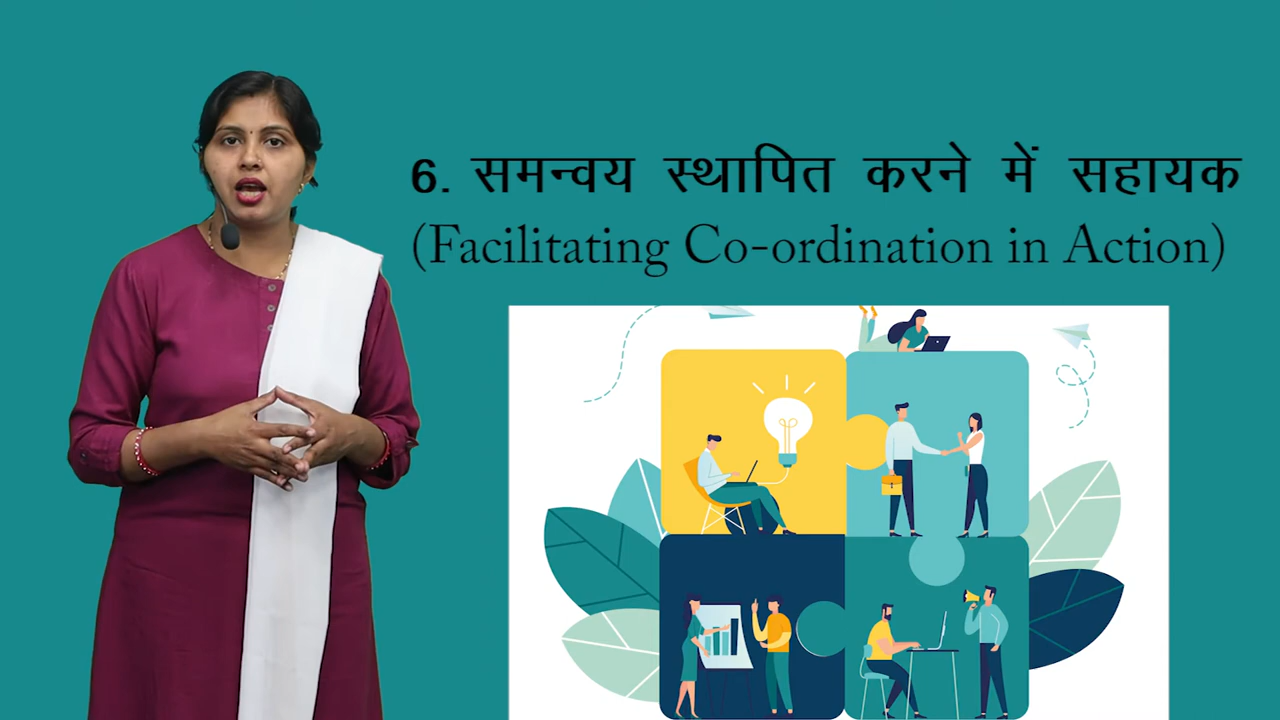 6. समन्वय स्थापित करने में सहायक
(Facilitating Co-ordination in Action)